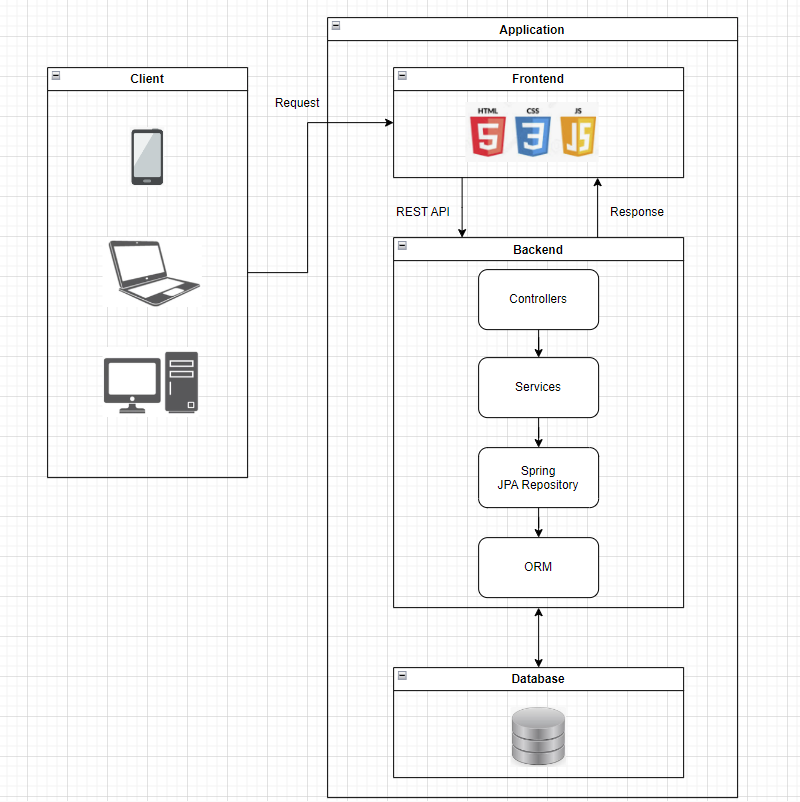 Application
Client
Frontend
Request
HTML
CSS
JS
5
3
JS
REST API
Response
Backend
Controllers
Services
Spring
JPA Repository
ORM
Database